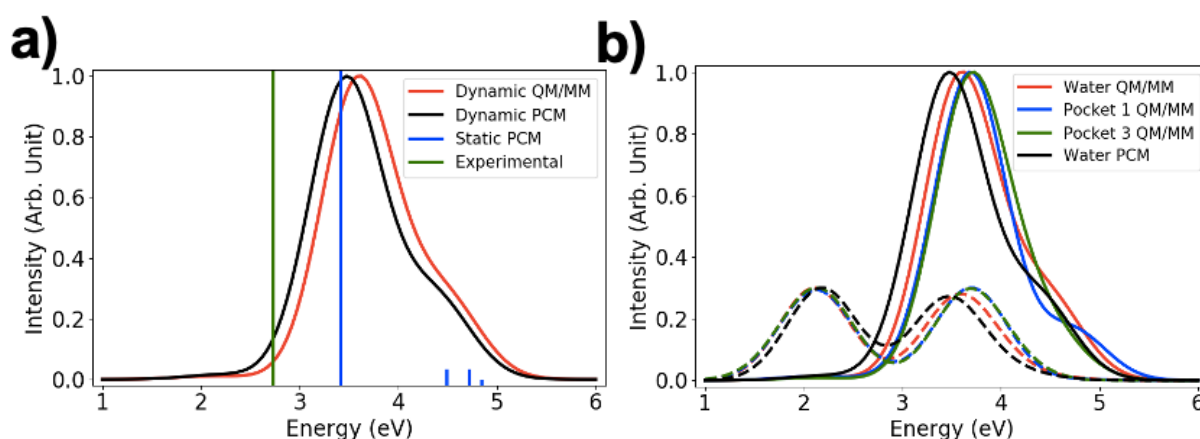 a)
Intensity (Arb. Unit)
1.0
0.8
0.6
0.4
0.2
0.0
Dynamic QM/MM
Dynamic PCM
Static PCM
Experimental
1 2 3 4 5 6
Energy (eV)
b)
Intensity (Arb. Unit)
1.0
0.8
0.6
0.4
0.2
0.0
Water QM/MM
Pocket 1 QM/MM
Pocket 3 QM/MM
Water PCM
1 2 3 4 5 6
Energy (eV)